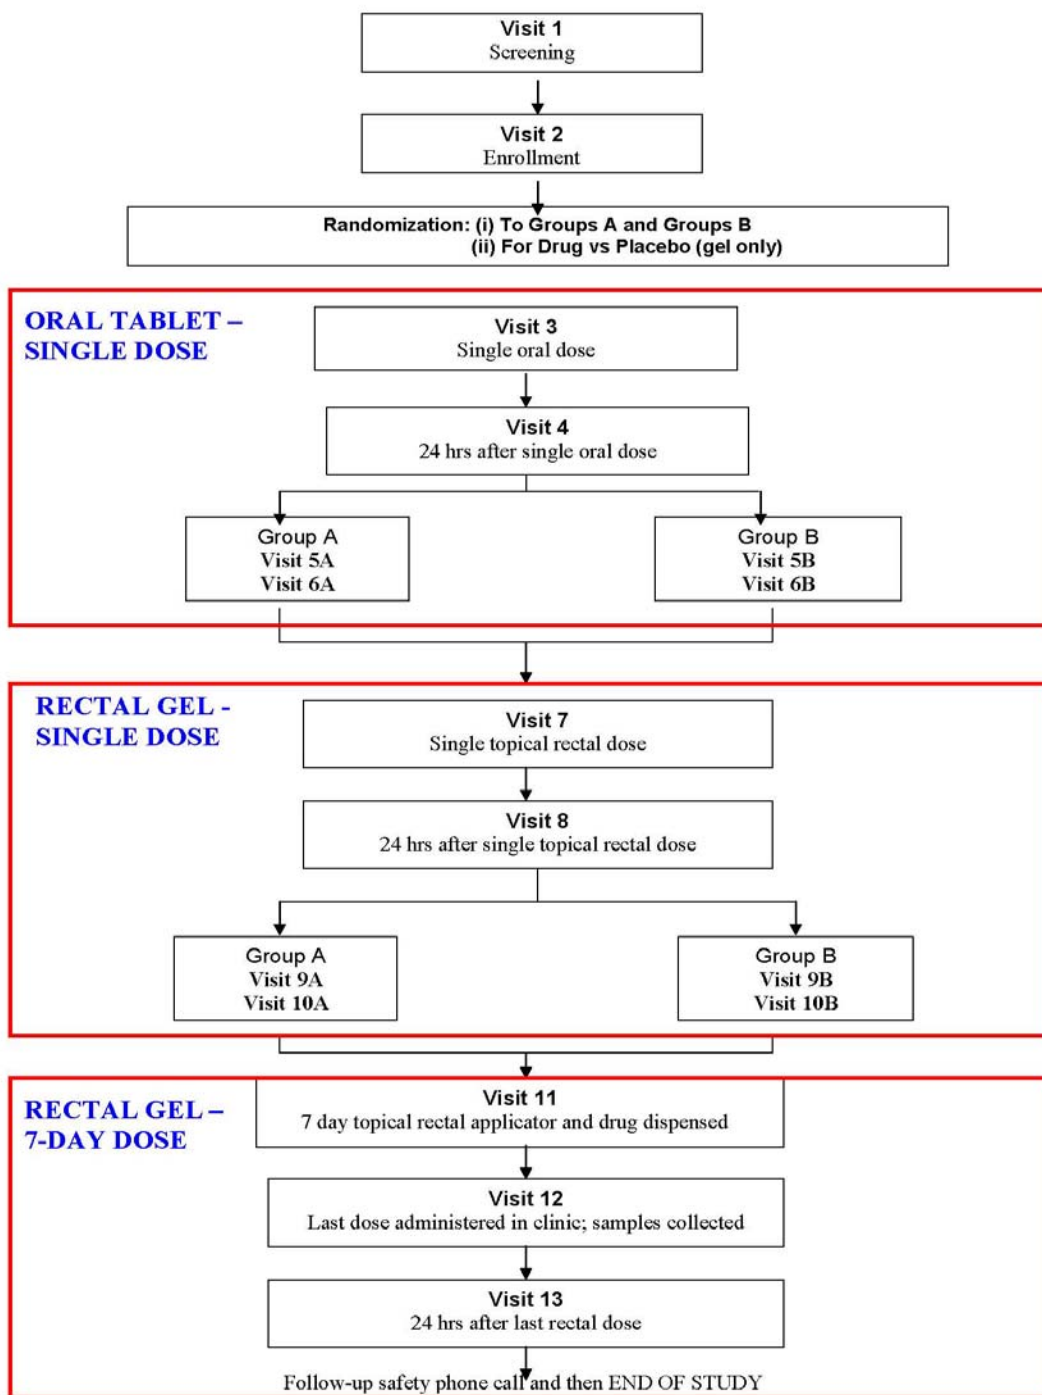 Visit 1
Screening
Visit 2
Enrollment
Randomization: (i) To Groups A and Groups B
(ii) For Drug vs Placebo (gel only)
ORAL TABLET –
SINGLE DOSE
Visit 3
Single oral dose
Visit 4
24 hrs after single oral dose
Group A
Visit 5A
Visit 6A
Group B
Visit 5B
Visit 6B
RECTAL GEL -
SINGLE DOSE
Visit 7
Single topical rectal dose
Visit 8
24 hrs after single topical rectal dose
Group A
Visit 9A
Visit 10A
Group B
Visit 9B
Visit 10B
RECTAL GEL –
7-DAY DOSE
Visit 11
7 day topical rectal applicator and drug dispensed
Visit 12
Last dose administered in clinic; samples collected
Visit 13
24 hrs after last rectal dose
Follow-up safety phone call and then END OF STUDY